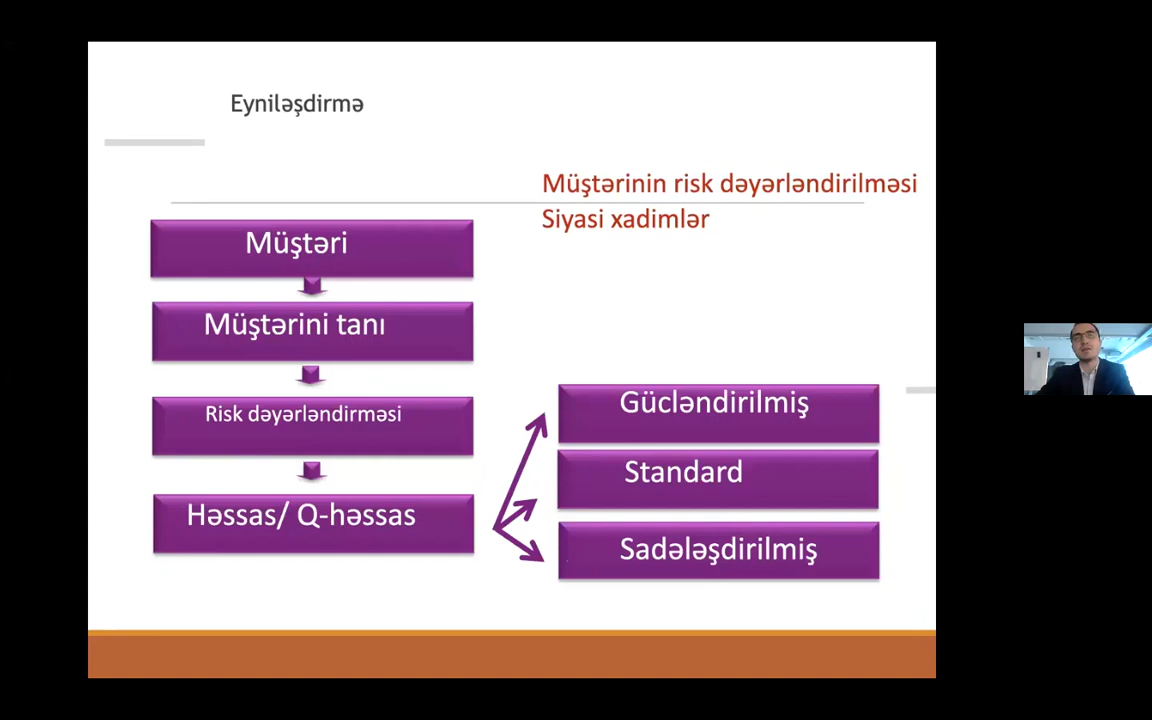 Eyniləşdirmə
Müştərinin risk dəyərləndirilməsi
Siyasi xadimlər
Müştəri
Müştərini tanı
Risk dəyərləndirməsi
Həssas/ Q-həssas
Gücləndirilmiş
Standard
Sadələşdirilmiş